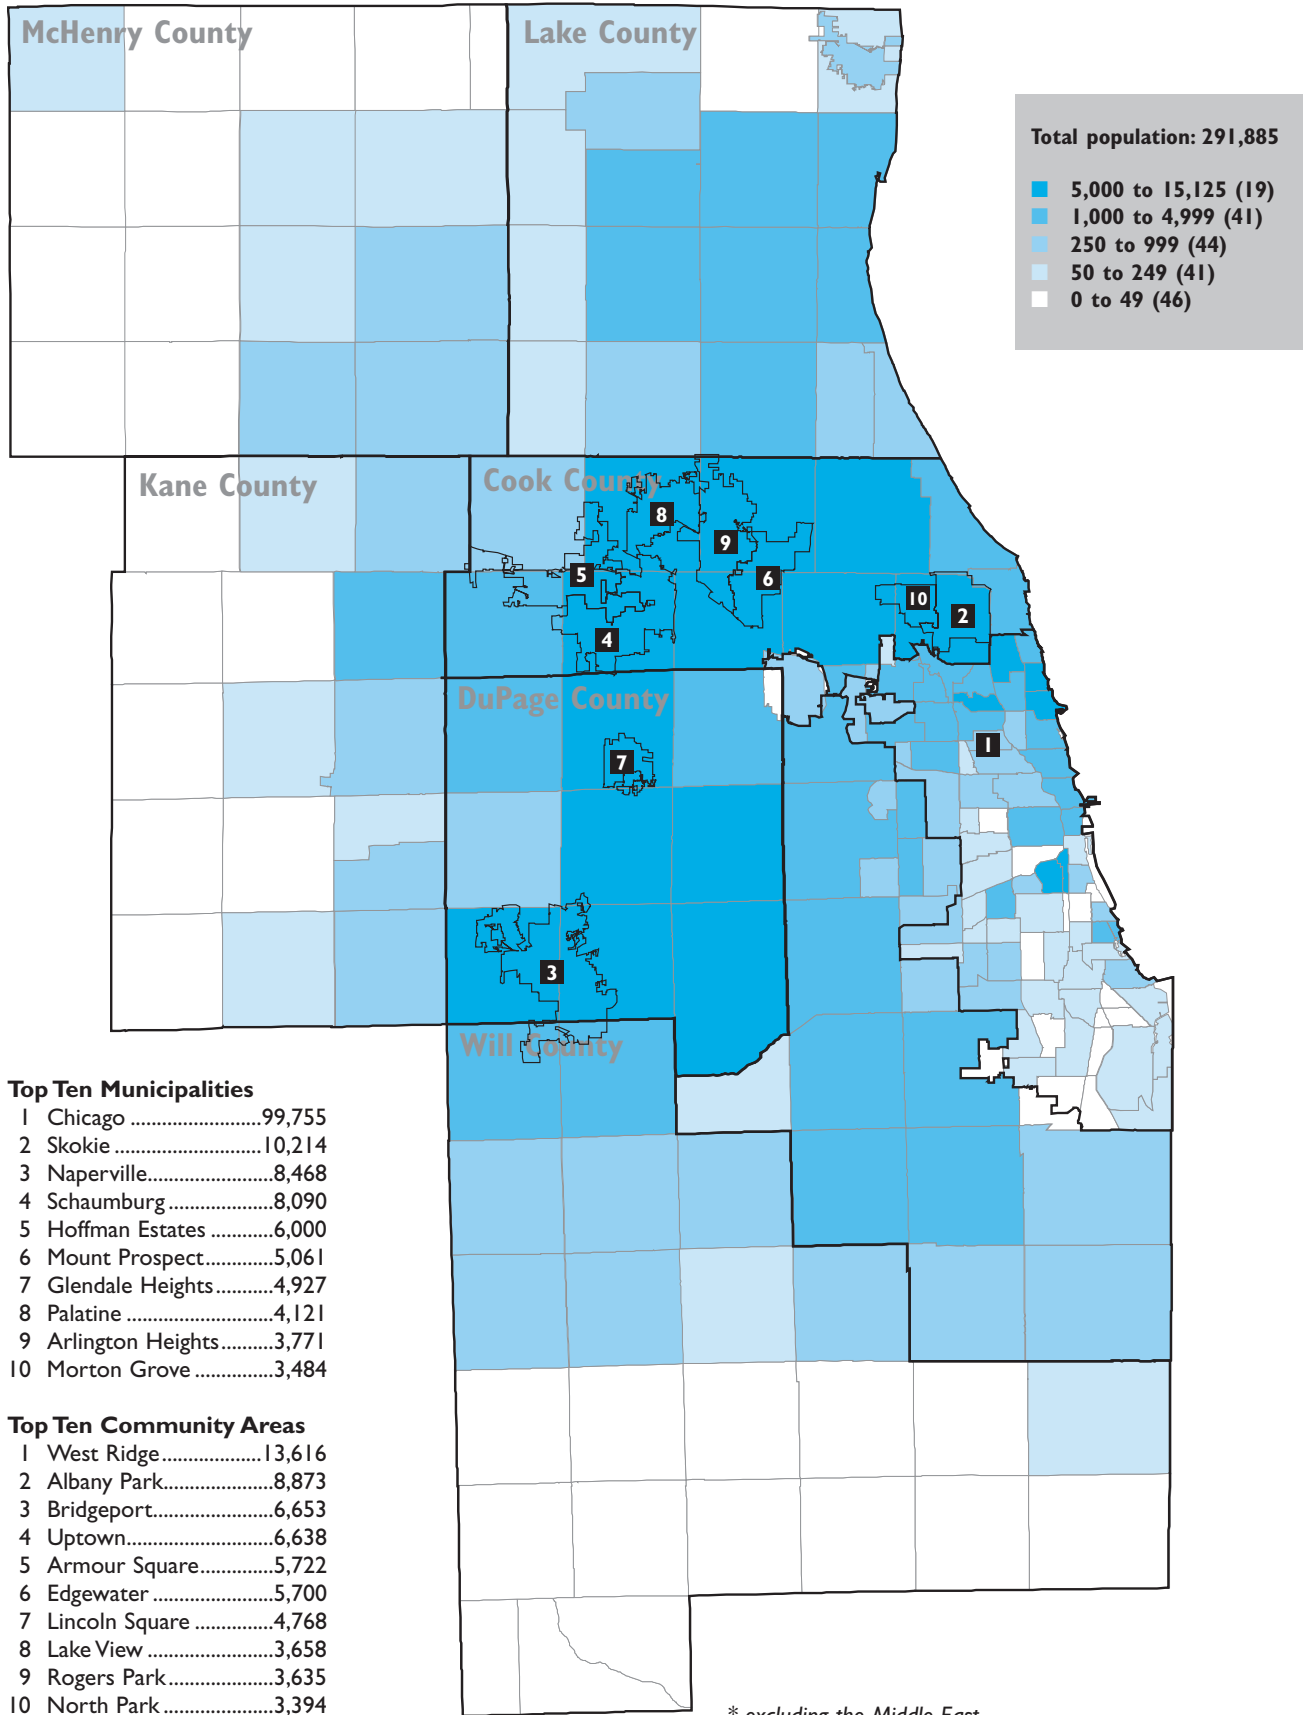 McHenry County
Lake County
Total population: 291,885
5,000 to 15,125 (19)
1,000 to 4,999 (41)
250 to 999 (44)
50 to 249 (41)
0 to 49 (46)
Kane County
Cook County
8
9
5
6
10
2
4
DuPage County
1
7
3
Will County
Top Ten Municipalities
1 Chicago ..........................99,755
2 Skokie .............................10,214
3 Naperville.........................8,468
4 Schaumburg .....................8,090
5 Hoffman Estates ............6,000
6 Mount Prospect.............5,061
7 Glendale Heights...........4,927
8 Palatine ............................4,121
9 Arlington Heights..........3,771
10 Morton Grove ...............3,484
Top Ten Community Areas
1 West Ridge....................13,616
2 Albany Park......................8,873
3 Bridgeport........................6,653
4 Uptown.............................6,638
5 Armour Square...............5,722
6 Edgewater ........................5,700
7 Lincoln Square ................4,768
8 Lake View .........................3,658
9 Rogers Park.....................3,635
10 North Park ......................3,394
* excluding the Middle East